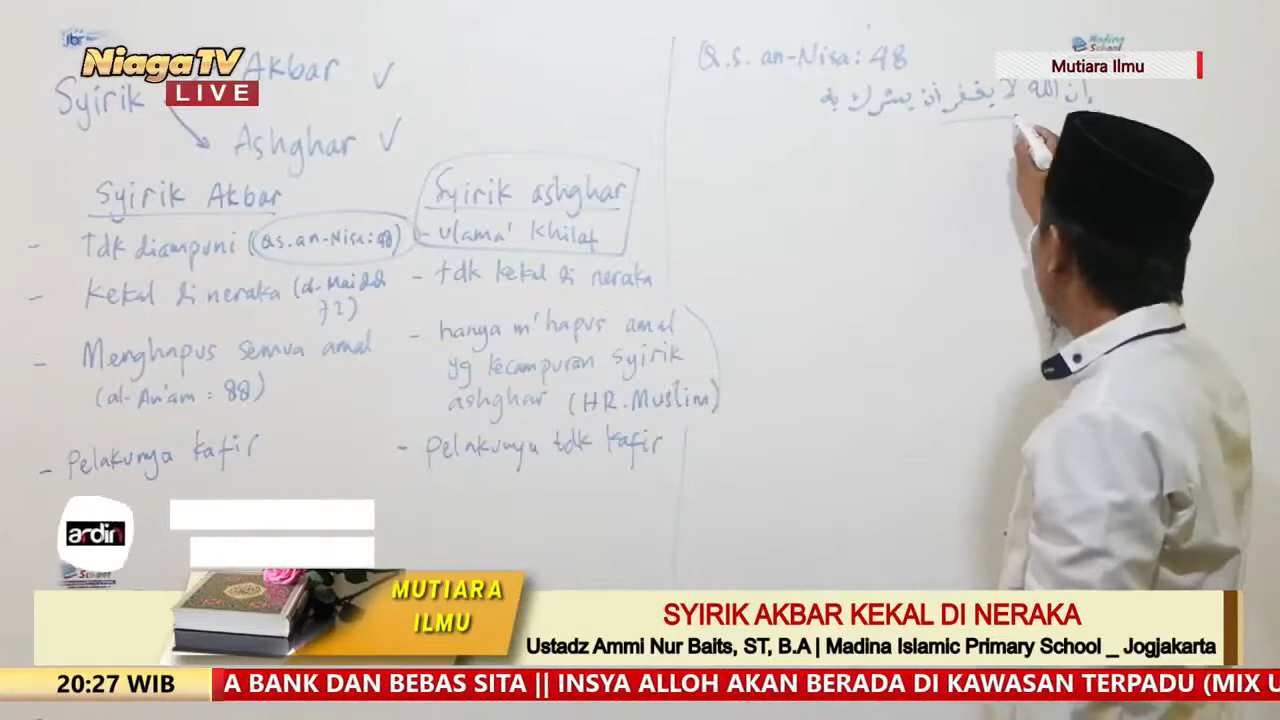 jbr
NiagaTV
LIVE
Akbar ✓
Syirik
Ashghar ✓
Syirik Akbar
- Tdk diampuni (Q.s. an-Nisa: 48)
- Kekal di neraka (al-Maidah
72)
- Menghapus semua amal
(al-An'am: 88)
- Pelakunya kafir
Syirik ashghar
- Ulama' khilaf
- tdk kekal di neraka
- hanya m'hapus amal
yg kecampuran syirik
ashghar (HR. Muslim)
- Pelakunya tdk kafir
Q.s. an-Nisa: 48
إن الله لا يغفر أن يشرك به
Madina
School
Mutiara Ilmu
ardin
School
MUTIARA
ILMU
SYIRIK AKBAR KEKAL DI NERAKA
Ustadz Ammi Nur Baits, ST, B.A | Madina Islamic Primary School _ Jogjakarta
20:27 WIB
A BANK DAN BEBAS SITA || INSYA ALLOH AKAN BERADA DI KAWASAN TERPADU (MIX U